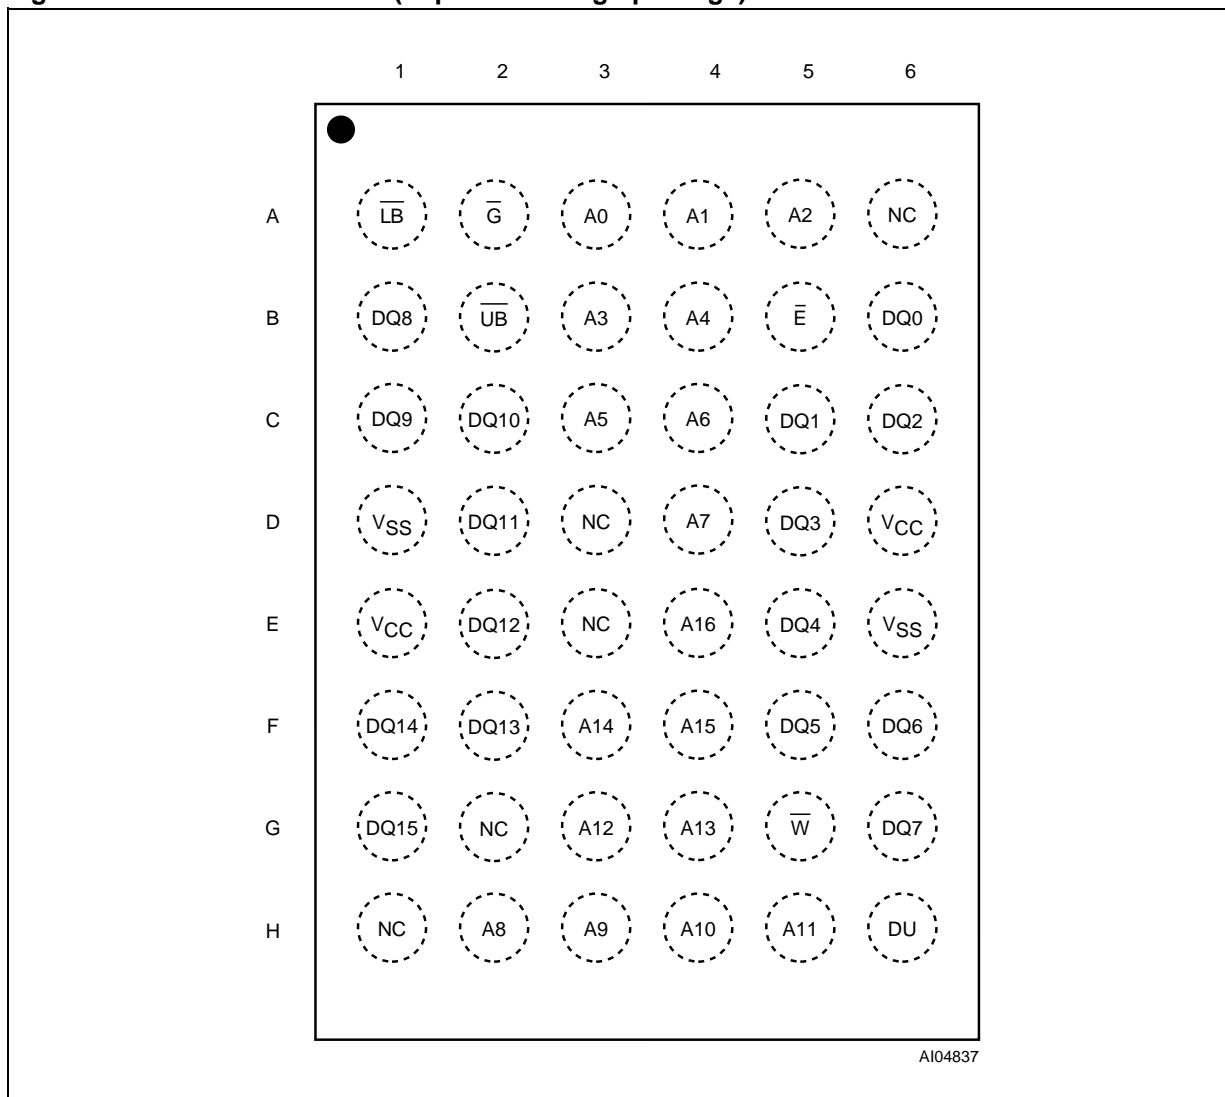 1 2 3 4 5 6
A L̅B̅ G̅ A0 A1 A2 NC
B DQ8 U̅B̅ A3 A4 E̅ DQ0
C DQ9 DQ10 A5 A6 DQ1 DQ2
D VSS DQ11 NC A7 DQ3 VCC
E VCC DQ12 NC A16 DQ4 VSS
F DQ14 DQ13 A14 A15 DQ5 DQ6
G DQ15 NC A12 A13 W̅ DQ7
H NC A8 A9 A10 A11 DU
AI04837